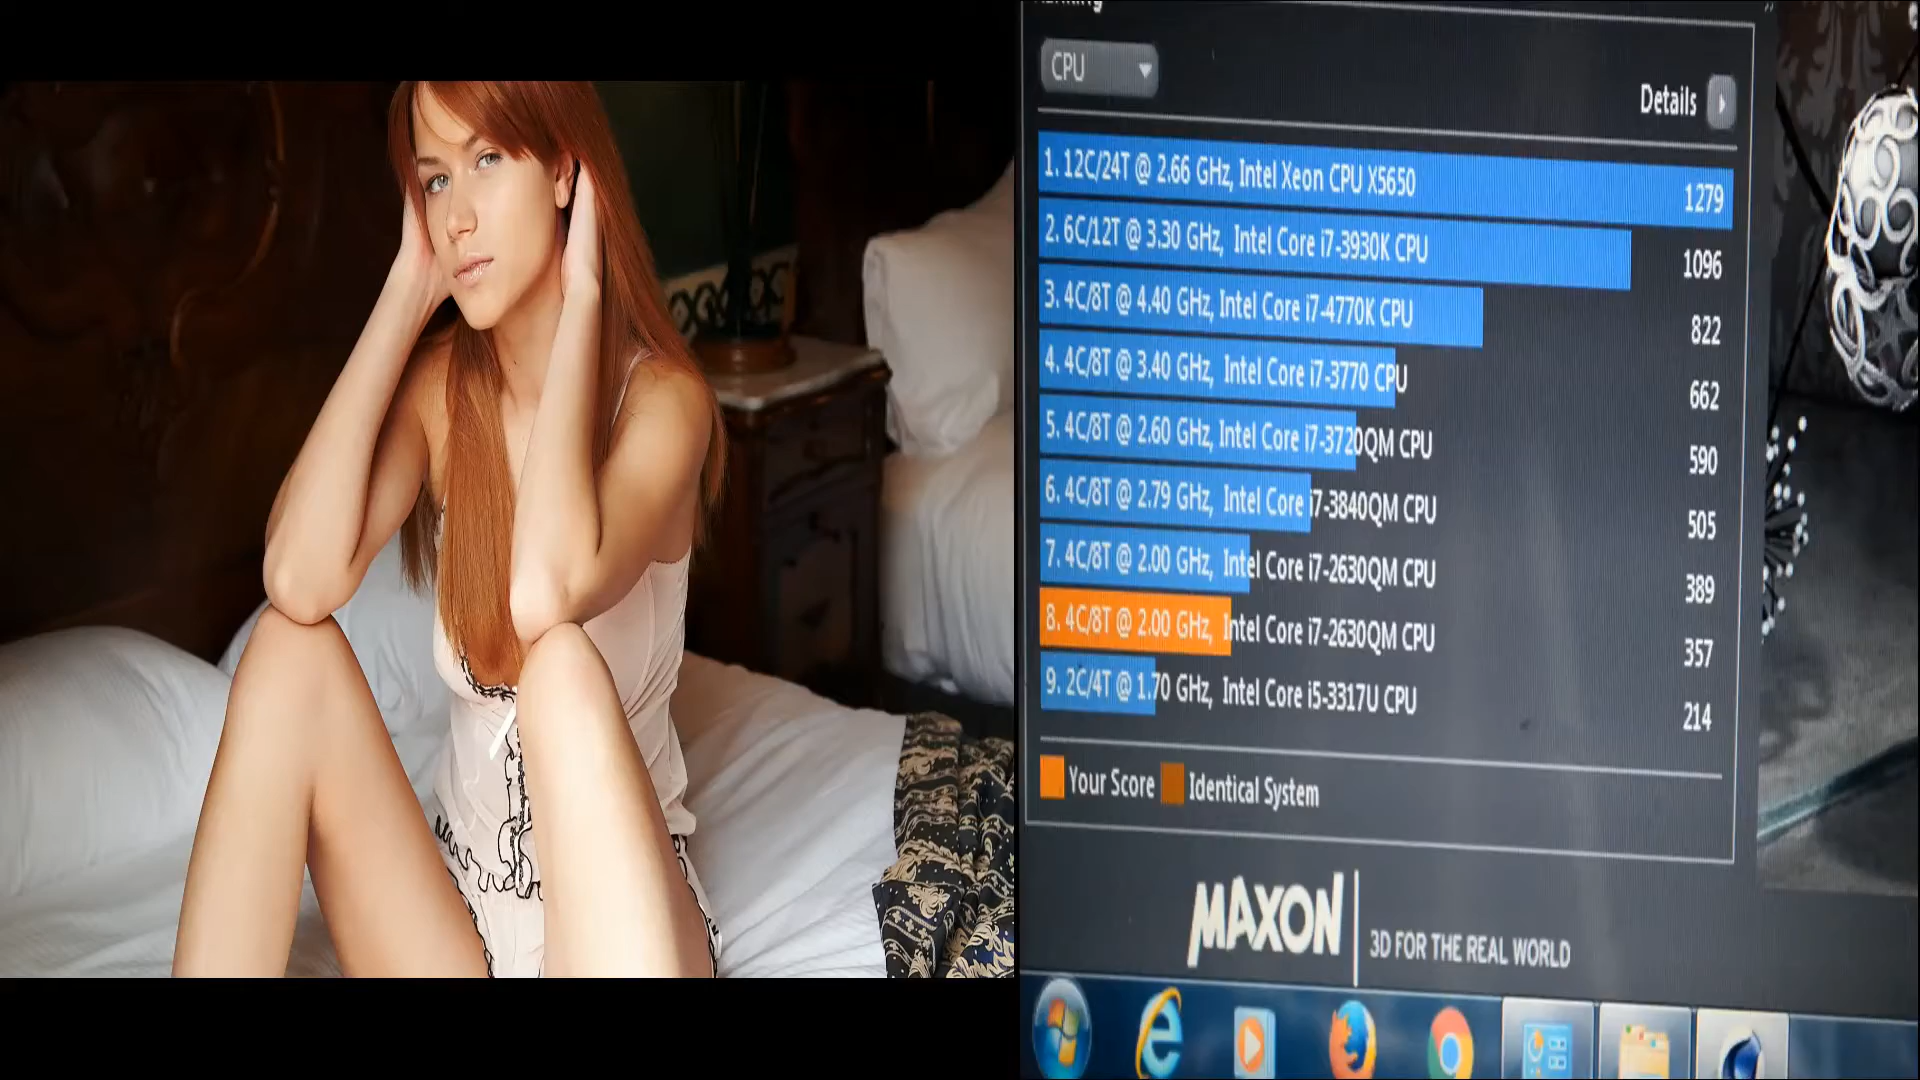 CPU
Details
1. 12C/24T @ 2.66 GHz, Intel Xeon CPU X5650 1279
2. 6C/12T @ 3.30 GHz, Intel Core i7-3930K CPU 1096
3. 4C/8T @ 4.40 GHz, Intel Core i7-4770K CPU 822
4. 4C/8T @ 3.40 GHz, Intel Core i7-3770 CPU 662
5. 4C/8T @ 2.60 GHz, Intel Core i7-3720QM CPU 590
6. 4C/8T @ 2.79 GHz, Intel Core i7-3840QM CPU 505
7. 4C/8T @ 2.00 GHz, Intel Core i7-2630QM CPU 389
8. 4C/8T @ 2.00 GHz, Intel Core i7-2630QM CPU 357
9. 2C/4T @ 1.70 GHz, Intel Core i5-3317U CPU 214
Your Score Identical System
MAXON 3D FOR THE REAL WORLD